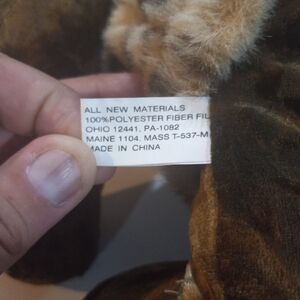 ALL NEW MATERIALS
100%POLYESTER FIBER FIL
OHIO 12441, PA-1082
MAINE 1104, MASS T-537-M
MADE IN CHINA